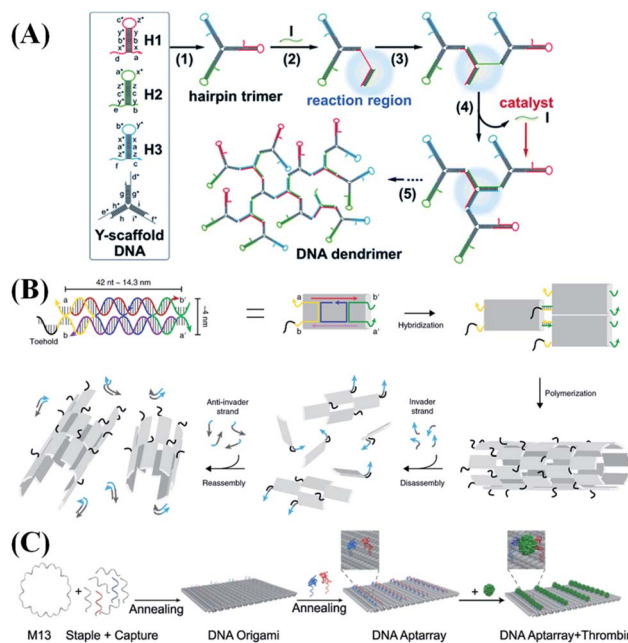 (A)
c*
z*
y*
b*
x*
y
b
x
H1
d
a
a*
x*
z*
c*
y*
z
c
y
H2
e
b
b*
y*
x*
a*
z*
x
a
z
H3
f
c
d*
g
g*
h*
i
h
i*
e*
f*
Y-scaffold
DNA
(1)
hairpin trimer
I
(2)
reaction region
(3)
(4)
catalyst
I
(5)
DNA dendrimer
(B)
42 nt ~ 14.3 nm
a
b'
~4 nm
Toehold
b
a'
=
a
b'
b
a'
Hybridization
Polymerization
Anti-invader
strand
Reassembly
Invader
strand
Disassembly
(C)
M13
+
Staple + Capture
Annealing
DNA Origami
Annealing
DNA Aptarray
+
DNA Aptarray+Thrombin